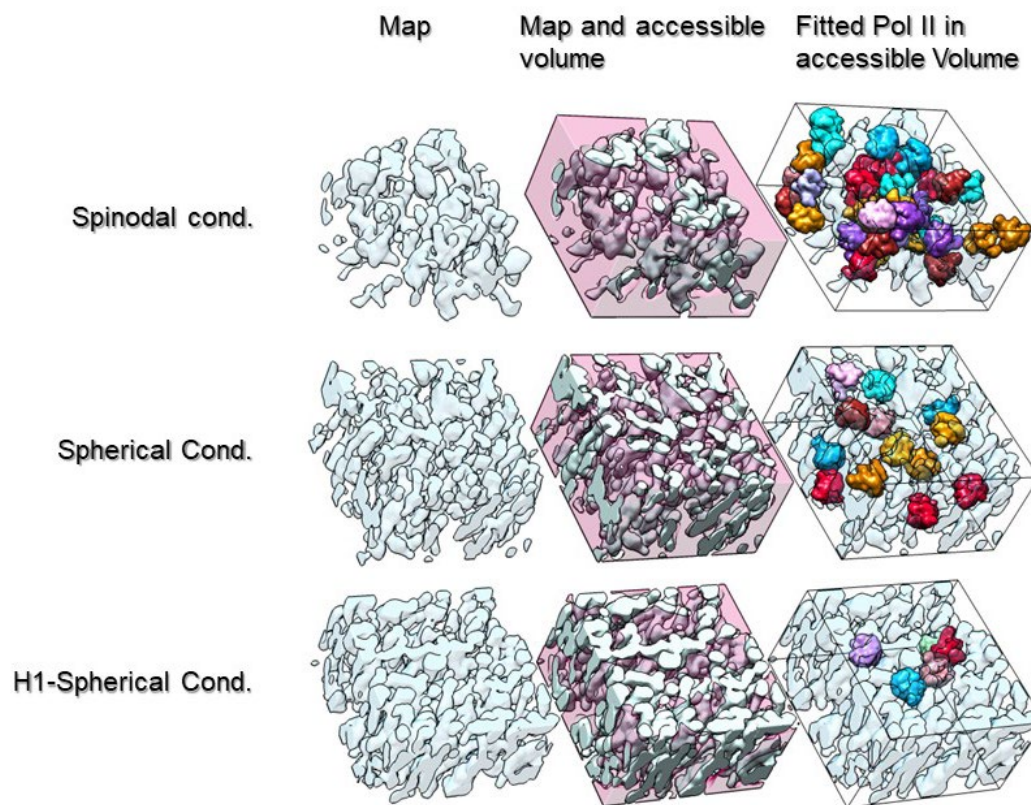 Map
Map and accessible
volume
Fitted Pol II in
accessible Volume
Spinodal cond.
Spherical Cond.
H1-Spherical Cond.